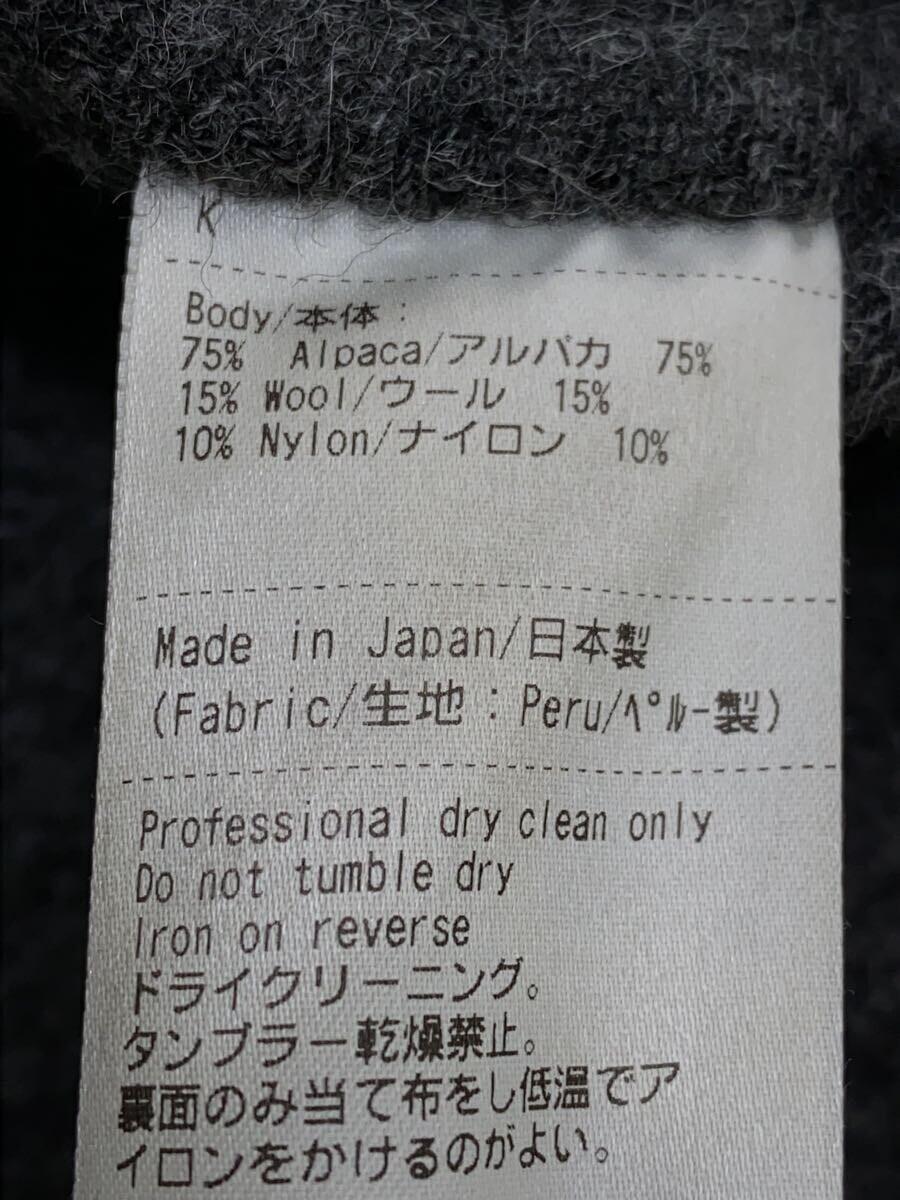 K
Body/本体:
75% Alpaca/アルパカ 75%
15% Wool/ウール 15%
10% Nylon/ナイロン 10%
Made in Japan/日本製
(Fabric/生地:Peru/ペルー製)
Professional dry clean only
Do not tumble dry
Iron on reverse
ドライクリーニング。
タンブラー乾燥禁止。
裏面のみ当て布をし低温でア
イロンをかけるのがよい。